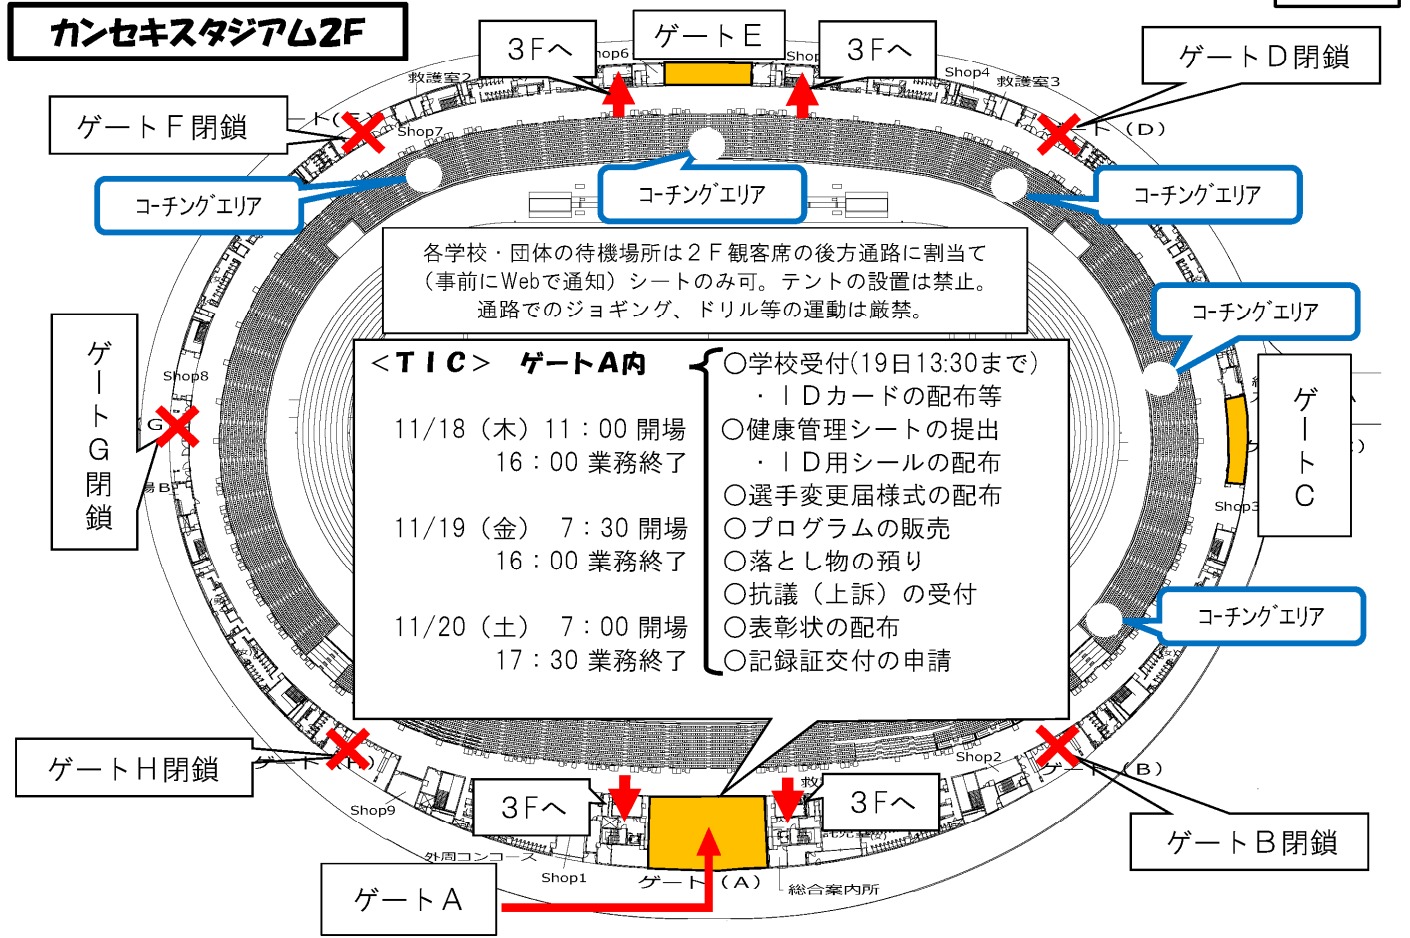 カンセキスタジアム2F
3Fへ
hop6
ゲートE
Shop
3Fへ
ゲートD閉鎖
救護室2
Shop4
救護室3
ゲートF閉鎖
ート(F)
Shop7
ート (D)
コーチングエリア
コーチングエリア
コーチングエリア
各学校・団体の待機場所は2F観客席の後方通路に割当て
(事前にWebで通知) シートのみ可。テントの設置は禁止。
通路でのジョギング、ドリル等の運動は厳禁。
コーチングエリア
ゲートG閉鎖
Shop8
(G
場B
<TIC> ゲートA内
11/18 (木) 11:00 開場
16:00 業務終了
11/19 (金) 7:30 開場
16:00 業務終了
11/20 (土) 7:00 開場
17:30 業務終了
○学校受付(19日13:30まで)
・IDカードの配布等
○健康管理シートの提出
・ID用シールの配布
○選手変更届様式の配布
○プログラムの販売
○落とし物の預り
○抗議(上訴)の受付
○表彰状の配布
○記録証交付の申請
ゲートC
Shop3
コーチングエリア
ゲートH閉鎖
ゲート (H)
Shop2
ゲート (B)
Shop9
3Fへ
救
3Fへ
ゲートB閉鎖
外周コンコース
Shop1
ゲート (A)
総合案内所
ゲートA